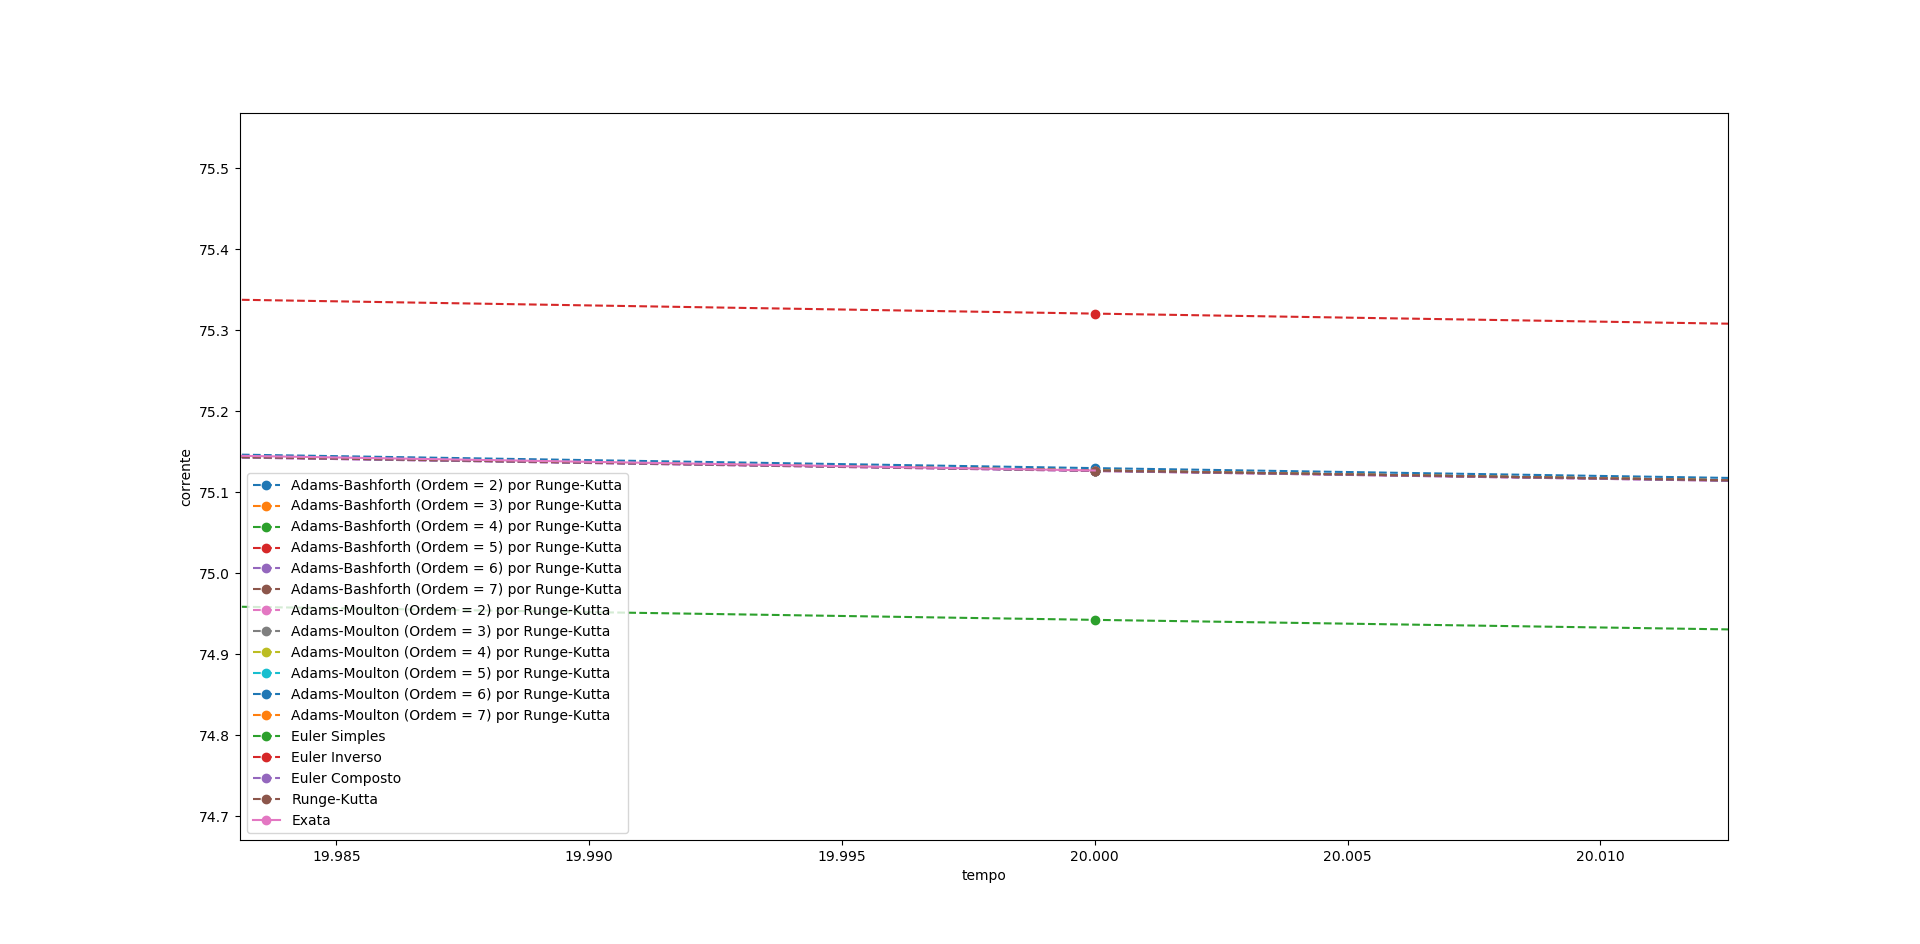 75.5
75.4
75.3
75.2
75.1
75.0
74.9
74.8
74.7
corrente
Adams-Bashforth (Ordem = 2) por Runge-Kutta
Adams-Bashforth (Ordem = 3) por Runge-Kutta
Adams-Bashforth (Ordem = 4) por Runge-Kutta
Adams-Bashforth (Ordem = 5) por Runge-Kutta
Adams-Bashforth (Ordem = 6) por Runge-Kutta
Adams-Bashforth (Ordem = 7) por Runge-Kutta
Adams-Moulton (Ordem = 2) por Runge-Kutta
Adams-Moulton (Ordem = 3) por Runge-Kutta
Adams-Moulton (Ordem = 4) por Runge-Kutta
Adams-Moulton (Ordem = 5) por Runge-Kutta
Adams-Moulton (Ordem = 6) por Runge-Kutta
Adams-Moulton (Ordem = 7) por Runge-Kutta
Euler Simples
Euler Inverso
Euler Composto
Runge-Kutta
Exata
19.985 19.990 19.995 20.000 20.005 20.010
tempo